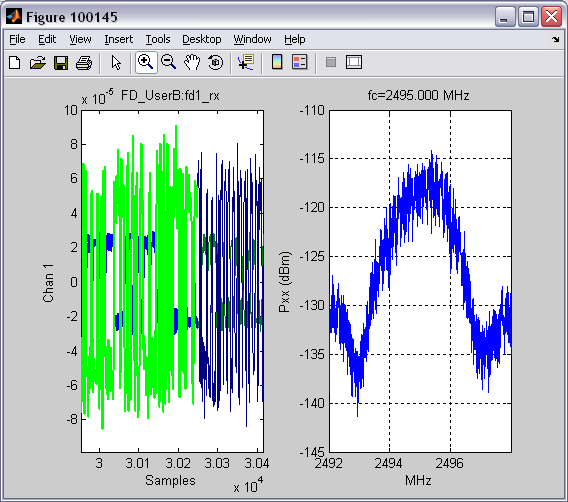 Figure 100145
File Edit View Insert Tools Desktop Window Help
x 10^-5 FD_UserB:fd1_rx
fc=2495.000 MHz
10
8
6
4
2
0
-2
-4
-6
-8
Chan 1
3 3.01 3.02 3.03 3.04
Samples
x 10^4
-110
-115
-120
-125
-130
-135
-140
-145
Pxx (dBm)
2492 2494 2496
MHz